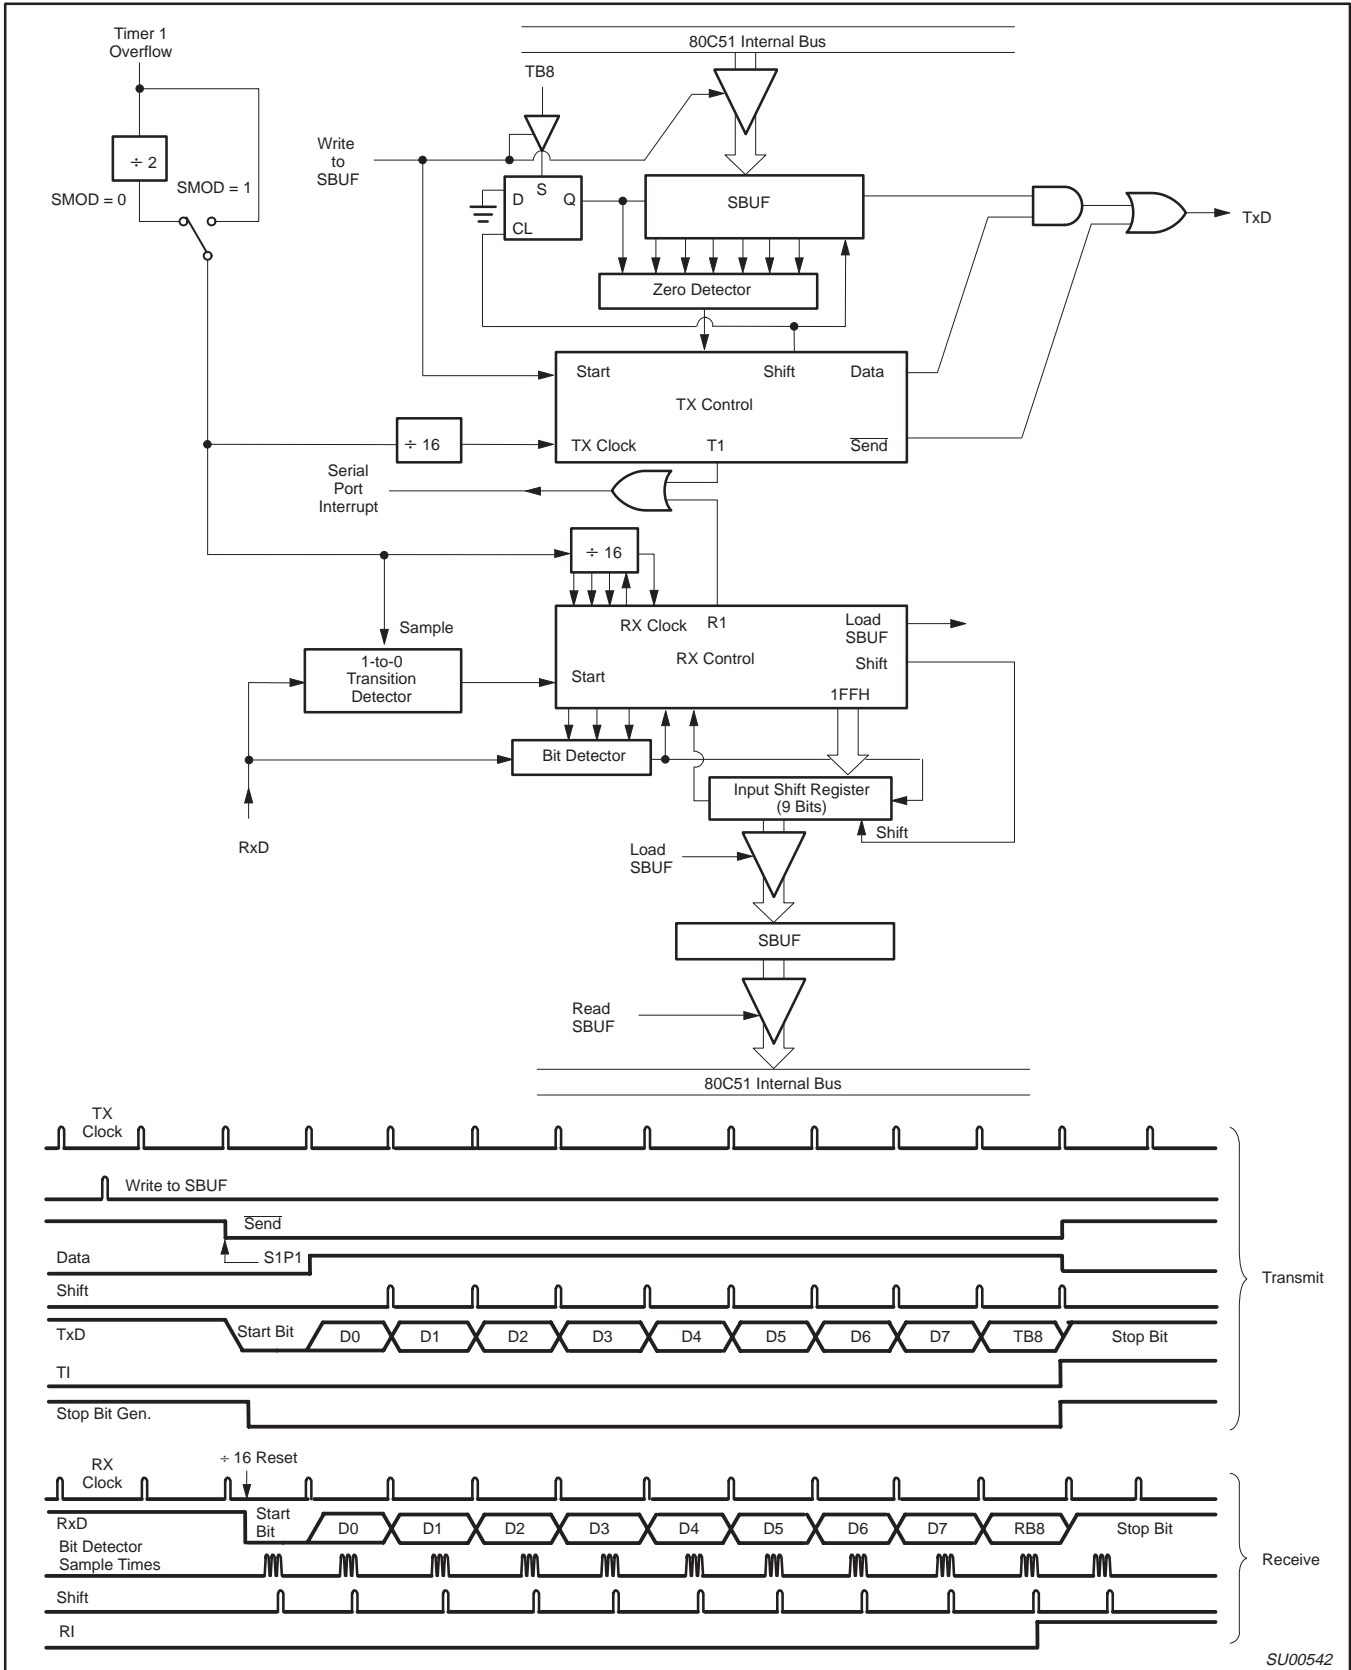 Timer 1
Overflow
80C51 Internal Bus
TB8
Write
to
SBUF
÷ 2
SMOD = 1
SMOD = 0
S
D
Q
CL
SBUF
TxD
Zero Detector
Start
Shift
Data
TX Control
÷ 16
TX Clock
T1
Send
Serial
Port
Interrupt
÷ 16
Sample
RX Clock
R1
Load
SBUF
RX Control
Shift
1-to-0
Transition
Detector
Start
1FFH
Bit Detector
Input Shift Register
(9 Bits)
Shift
RxD
Load
SBUF
SBUF
Read
SBUF
80C51 Internal Bus
TX
Clock
Write to SBUF
Send
S1P1
Data
Transmit
Shift
TxD
Start Bit
D0
D1
D2
D3
D4
D5
D6
D7
TB8
Stop Bit
TI
Stop Bit Gen.
÷ 16 Reset
RX
Clock
RxD
Start
Bit
D0
D1
D2
D3
D4
D5
D6
D7
RB8
Stop Bit
Bit Detector
Sample Times
Receive
Shift
RI
SU00542